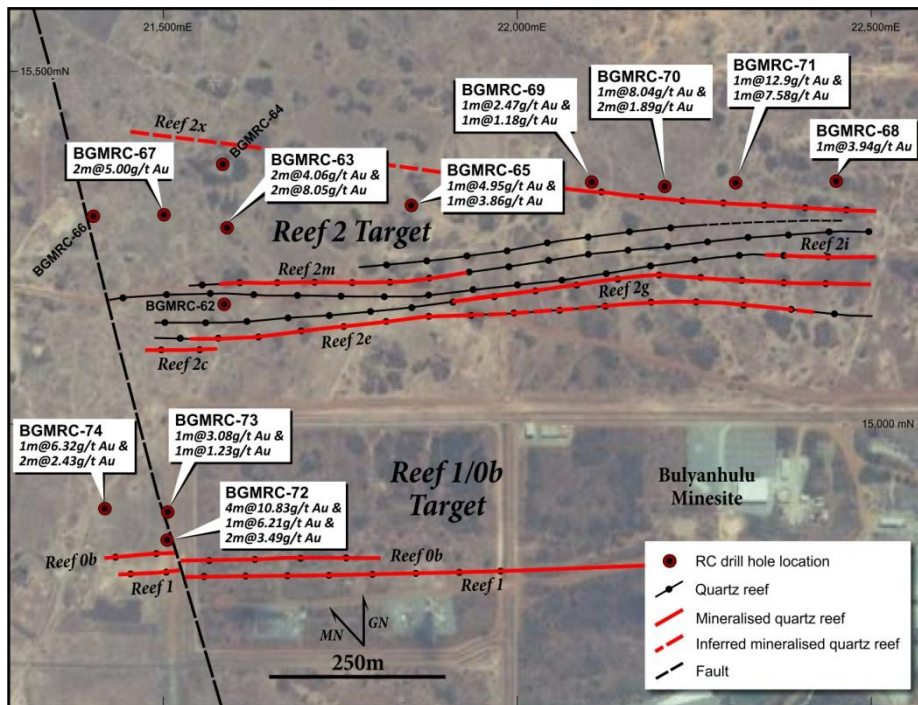 21,500mE
22,000mE
22,500mE
15,500mN
Reef 2x
BGMRC-64
BGMRC-69
1m@2.47g/t Au &
1m@1.18g/t Au
BGMRC-70
1m@8.04g/t Au &
2m@1.89g/t Au
BGMRC-71
1m@12.9g/t Au &
1m@7.58g/t Au
BGMRC-68
1m@3.94g/t Au
BGMRC-67
2m@5.00g/t Au
BGMRC-63
2m@4.06g/t Au &
2m@8.05g/t Au
BGMRC-65
1m@4.95g/t Au &
1m@3.86g/t Au
BGMRC-66
Reef 2 Target
Reef 2i
Reef 2m
Reef 2g
BGMRC-62
Reef 2e
Reef 2c
15,000 mN
BGMRC-74
1m@6.32g/t Au &
2m@2.43g/t Au
BGMRC-73
1m@3.08g/t Au &
1m@1.23g/t Au
BGMRC-72
4m@10.83g/t Au &
1m@6.21g/t Au &
2m@3.49g/t Au
Reef 1/0b
Target
Bulyanhulu
Minesite
Reef 0b
Reef 0b
Reef 1
Reef 1
MN
GN
250m
RC drill hole location
Quartz reef
Mineralised quartz reef
Inferred mineralised quartz reef
Fault